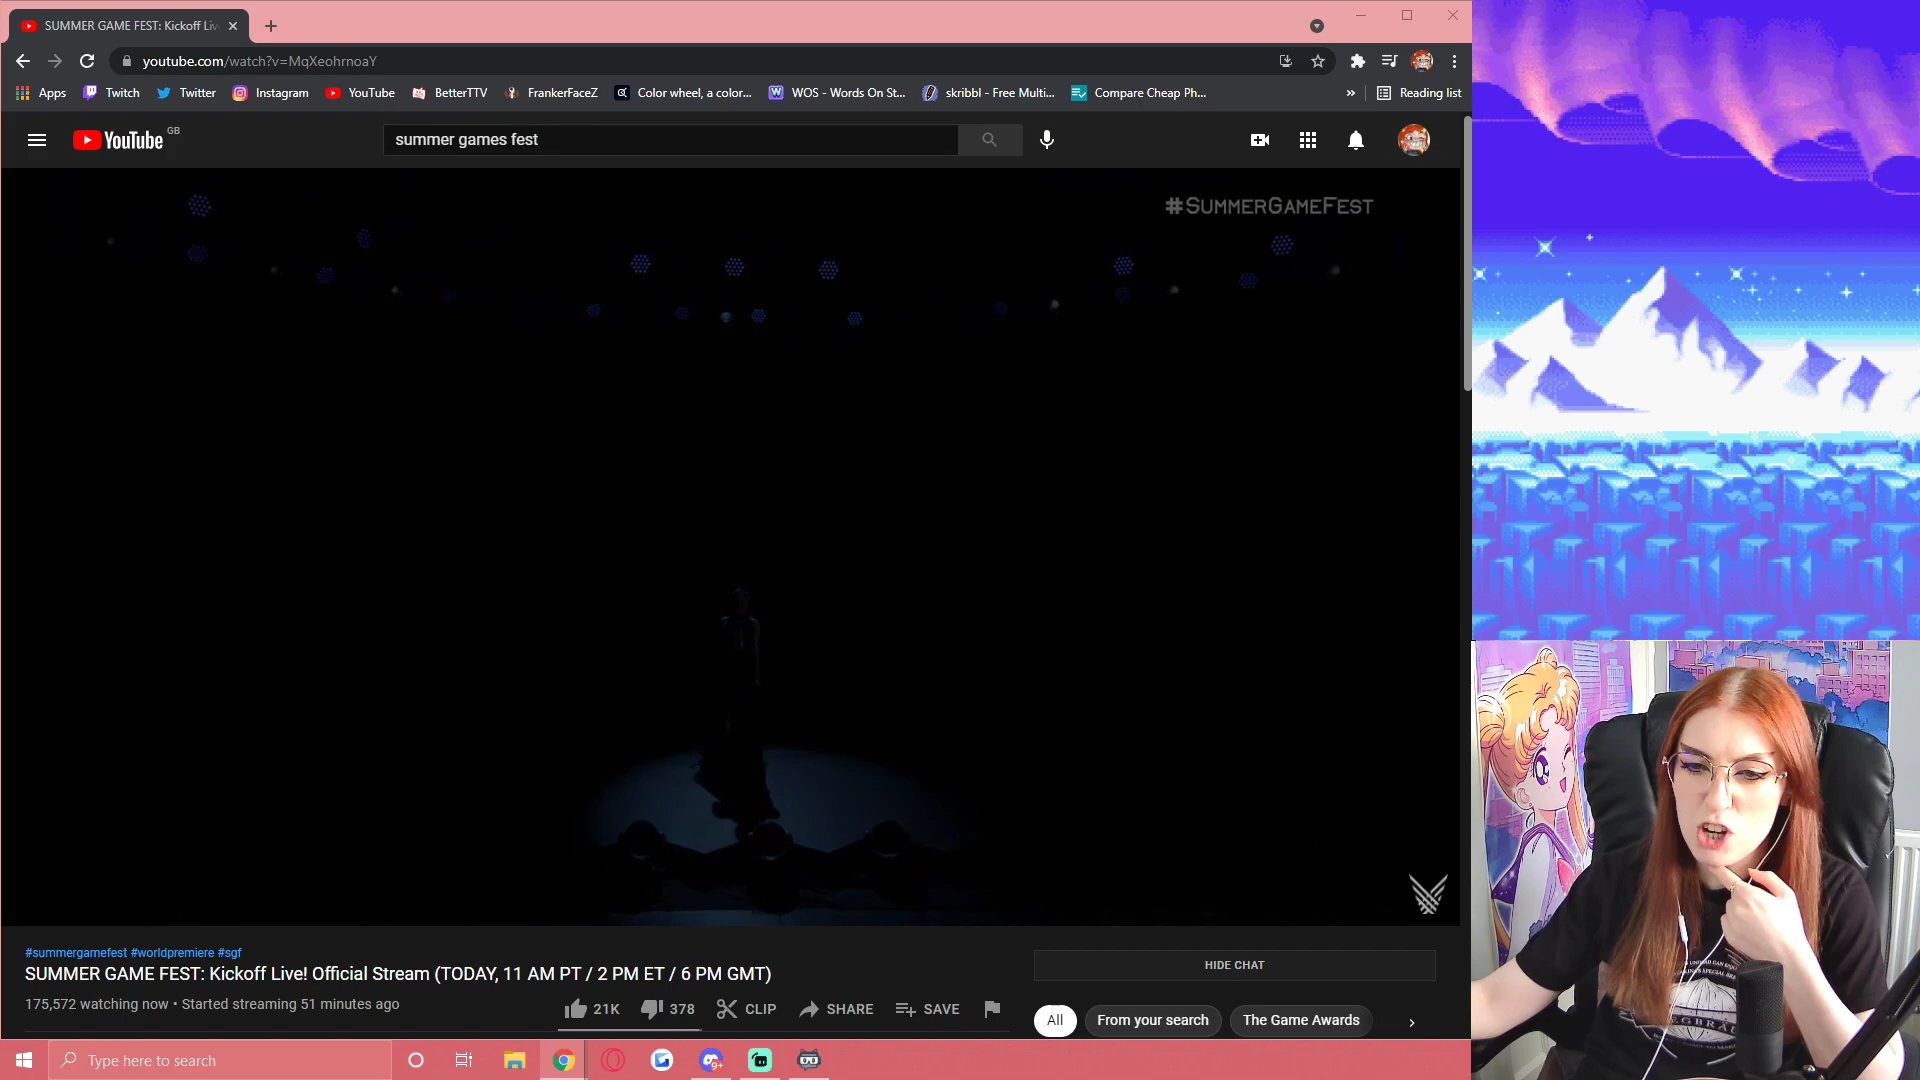 SUMMER GAME FEST: Kickoff Liv
youtube.com/watch?v=MqXeohrnoaY
Apps Twitch Twitter Instagram YouTube BetterTTV FrankerFaceZ Color wheel, a color... WOS - Words On St... skribbl - Free Multi... Compare Cheap Ph... » Reading list
YouTube GB
summer games fest
#SUMMERGAMEFEST
#summergamefest #worldpremiere #sgf
SUMMER GAME FEST: Kickoff Live! Official Stream (TODAY, 11 AM PT / 2 PM ET / 6 PM GMT)
175,572 watching now • Started streaming 51 minutes ago
21K 378 CLIP SHARE SAVE
HIDE CHAT
All From your search The Game Awards
Type here to search
9+